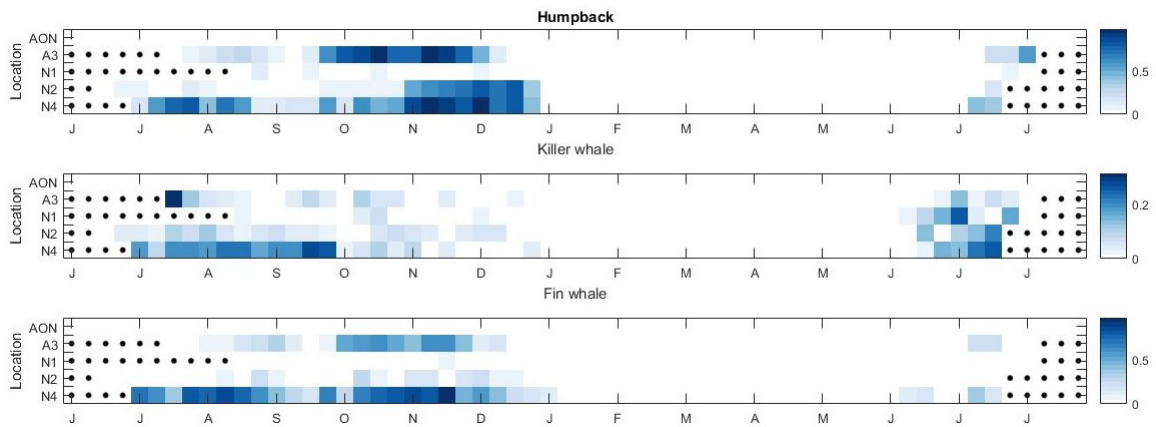 Humpback
Location
AON
A3
N1
N2
N4
0.5
0
J J A S O N D J F M A M J J J
Killer whale
Location
AON
A3
N1
N2
N4
0.2
0
J J A S O N D J F M A M J J J
Fin whale
Location
AON
A3
N1
N2
N4
0.5
0
J J A S O N D J F M A M J J J